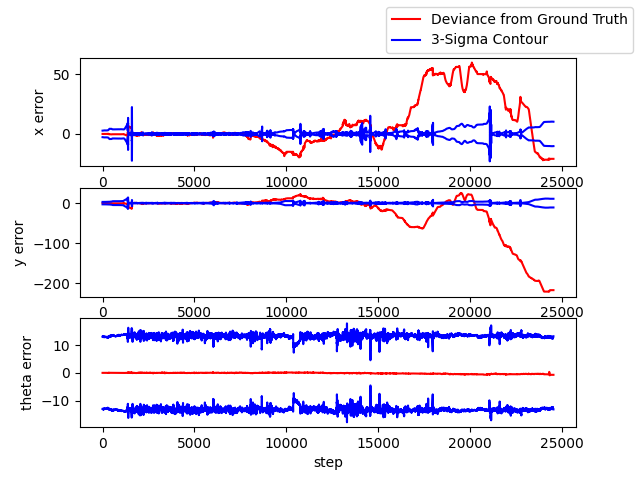 Deviance from Ground Truth
3-Sigma Contour
x error
50
0
0 5000 10000 15000 20000 25000
y error
0
−100
−200
0 5000 10000 15000 20000 25000
theta error
10
0
−10
0 5000 10000 15000 20000 25000
step